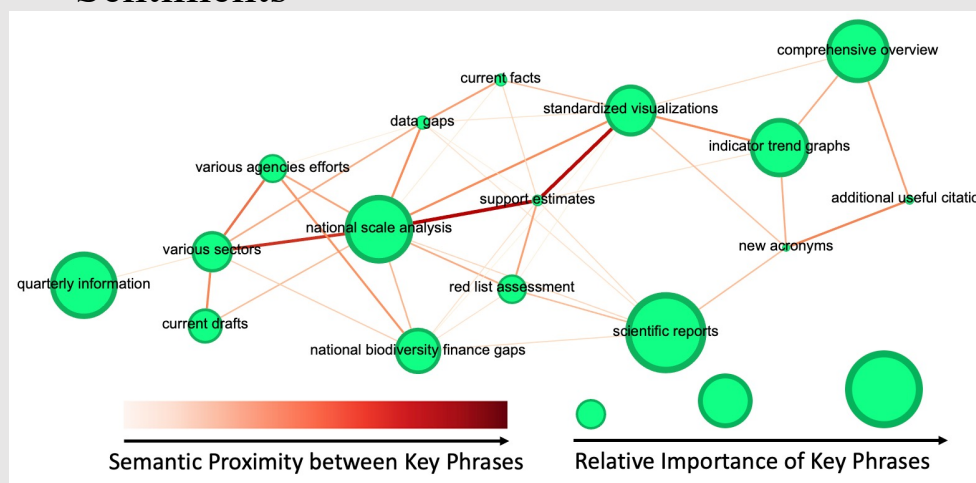 Sentiments
comprehensive overview
current facts
standardized visualizations
data gaps
indicator trend graphs
various agencies efforts
support estimates
additional useful citatio
national scale analysis
new acronyms
various sectors
quarterly information
red list assessment
current drafts
scientific reports
national biodiversity finance gaps
Semantic Proximity between Key Phrases
Relative Importance of Key Phrases